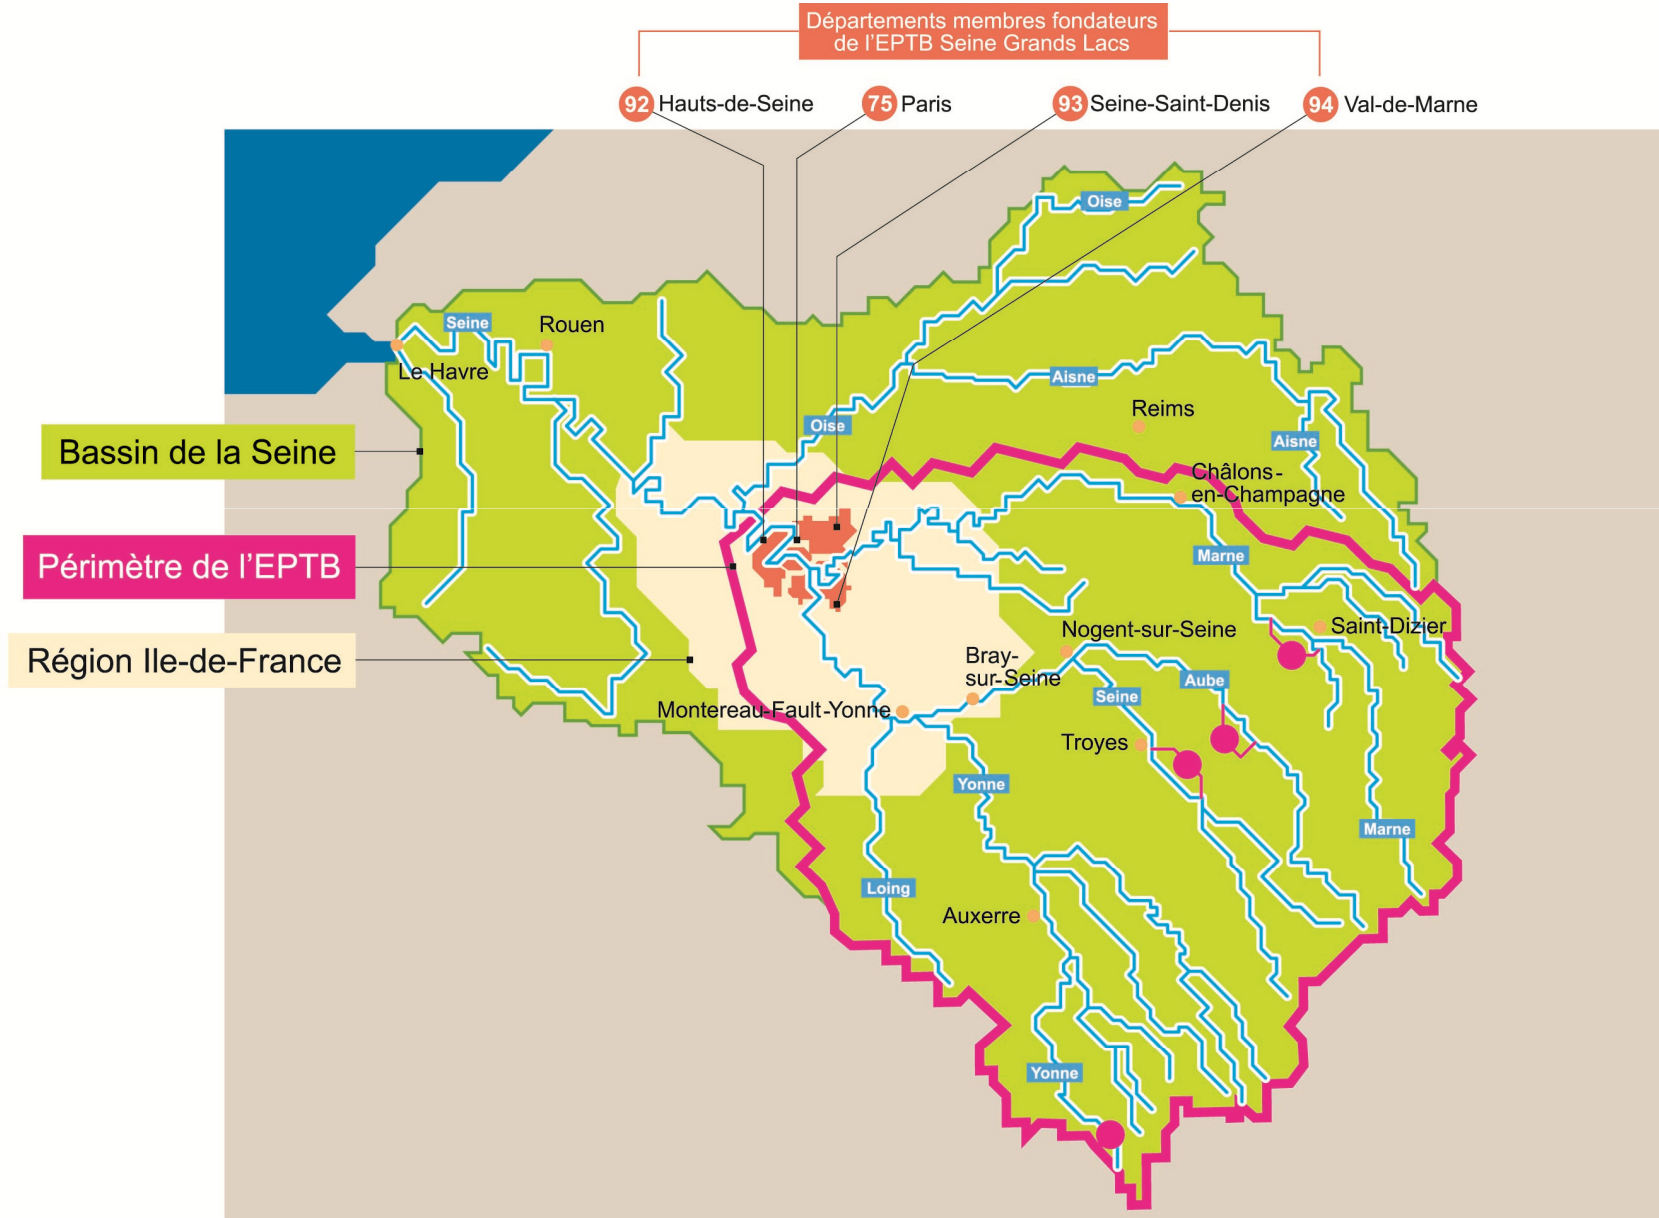 Départements membres fondateurs
de l'EPTB Seine Grands Lacs
92 Hauts-de-Seine
75 Paris
93 Seine-Saint-Denis
94 Val-de-Marne
Oise
Seine
Rouen
Le Havre
Aisne
Reims
Oise
Aisne
Bassin de la Seine
Châlons-
en-Champagne
Périmètre de l'EPTB
Marne
Saint-Dizier
Nogent-sur-Seine
Région Ile-de-France
Bray-
sur-Seine
Aube
Seine
Montereau-Fault-Yonne
Troyes
Yonne
Marne
Loing
Auxerre
Yonne